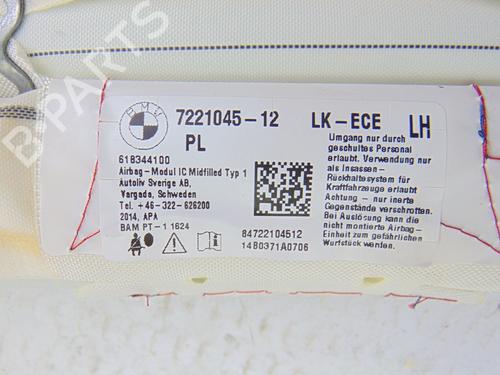 BMW
7221045-12
LK-ECE
LH
PL
618344100
Airbag-Modul IC Midfilled Typ 1
Autoliv Sverige AB,
Vargada, Schweden
Tel. +46-322-626200
2014, APA
BAM PT-1 1624
84722104512
14B0371A0706
Umgang nur durch
geschultes Personal
erlaubt. Verwendung nur
als Insassen-
Rückhaltesystem für
Kraftfahrzeuge erlaubt
Achtung - nur inerte
Gegenstände verschrotten.
Bei Auslösung kann die
nicht montierte Airbag-
Einheit zum gefährlichen
Wurfstück werden.